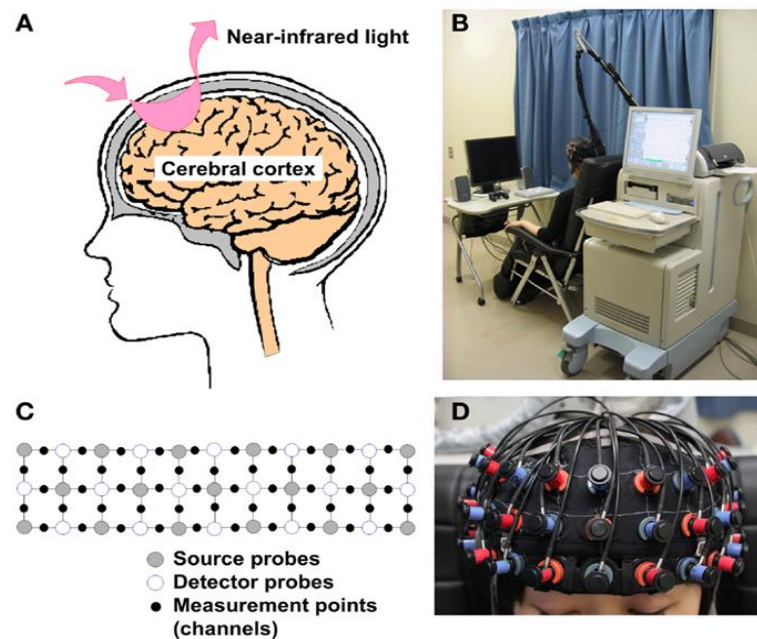 A
Near-infrared light
Cerebral cortex
B
C
Source probes
Detector probes
Measurement points
(channels)
D